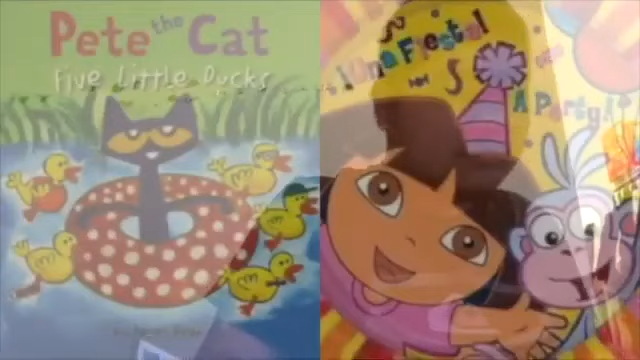 Pete the Cat
Five Little Ducks
¡Una Fiesta!
A Party!